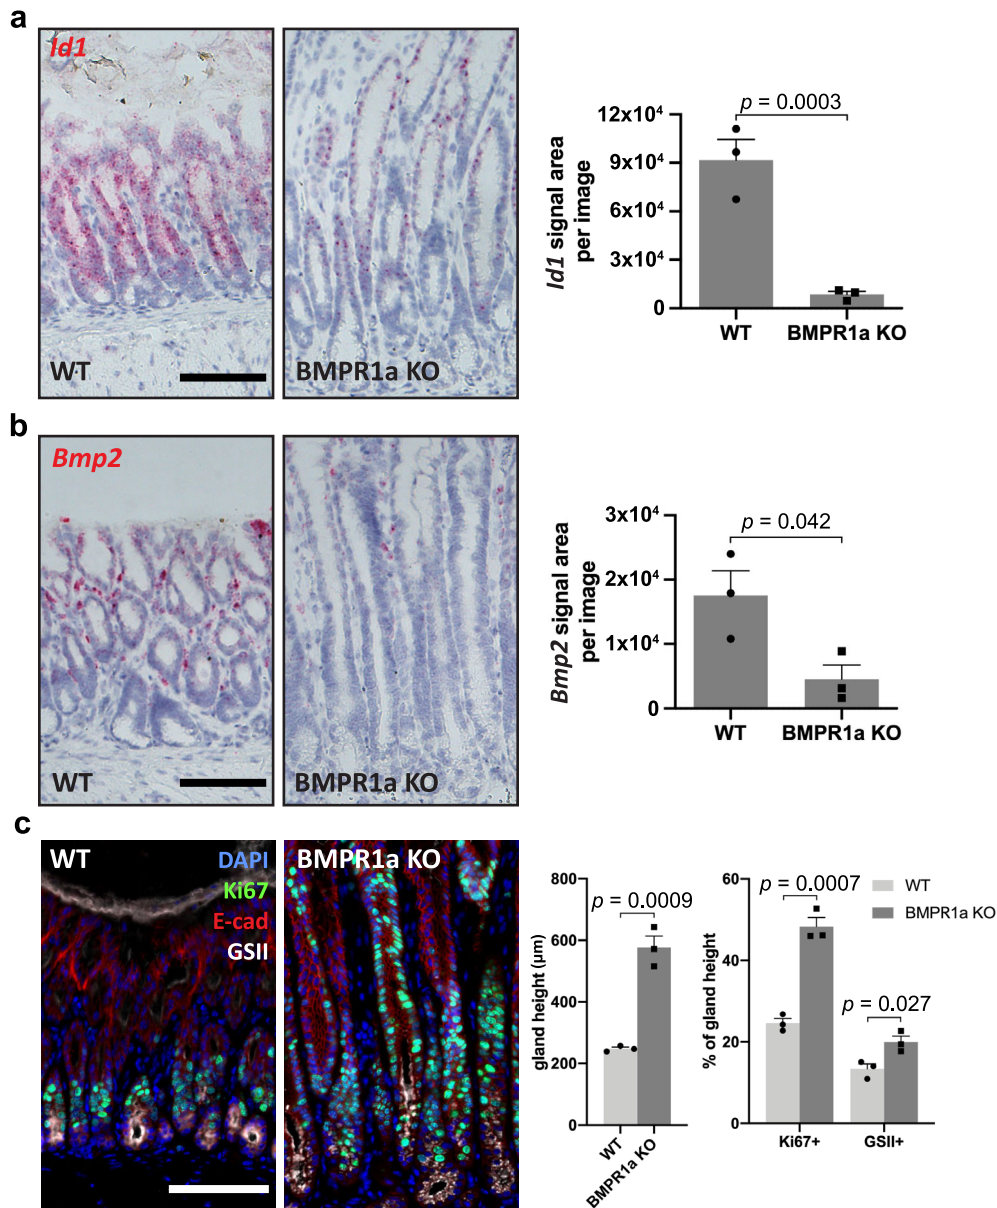 a
Id1
WT
BMPR1a KO
Id1 signal area
per image
12x10⁴
9x10⁴
6x10⁴
3x10⁴
0
p = 0.0003
WT
BMPR1a KO
b
Bmp2
WT
BMPR1a KO
Bmp2 signal area
per image
3x10⁴
2x10⁴
1x10⁴
0
p = 0.042
WT
BMPR1a KO
c
WT
DAPI
Ki67
E-cad
GSII
BMPR1a KO
gland height (µm)
800
600
400
200
0
p = 0.0009
WT
BMPR1a KO
% of gland height
60
40
20
0
p = 0.0007
p = 0.027
WT
BMPR1a KO
Ki67+
GSII+